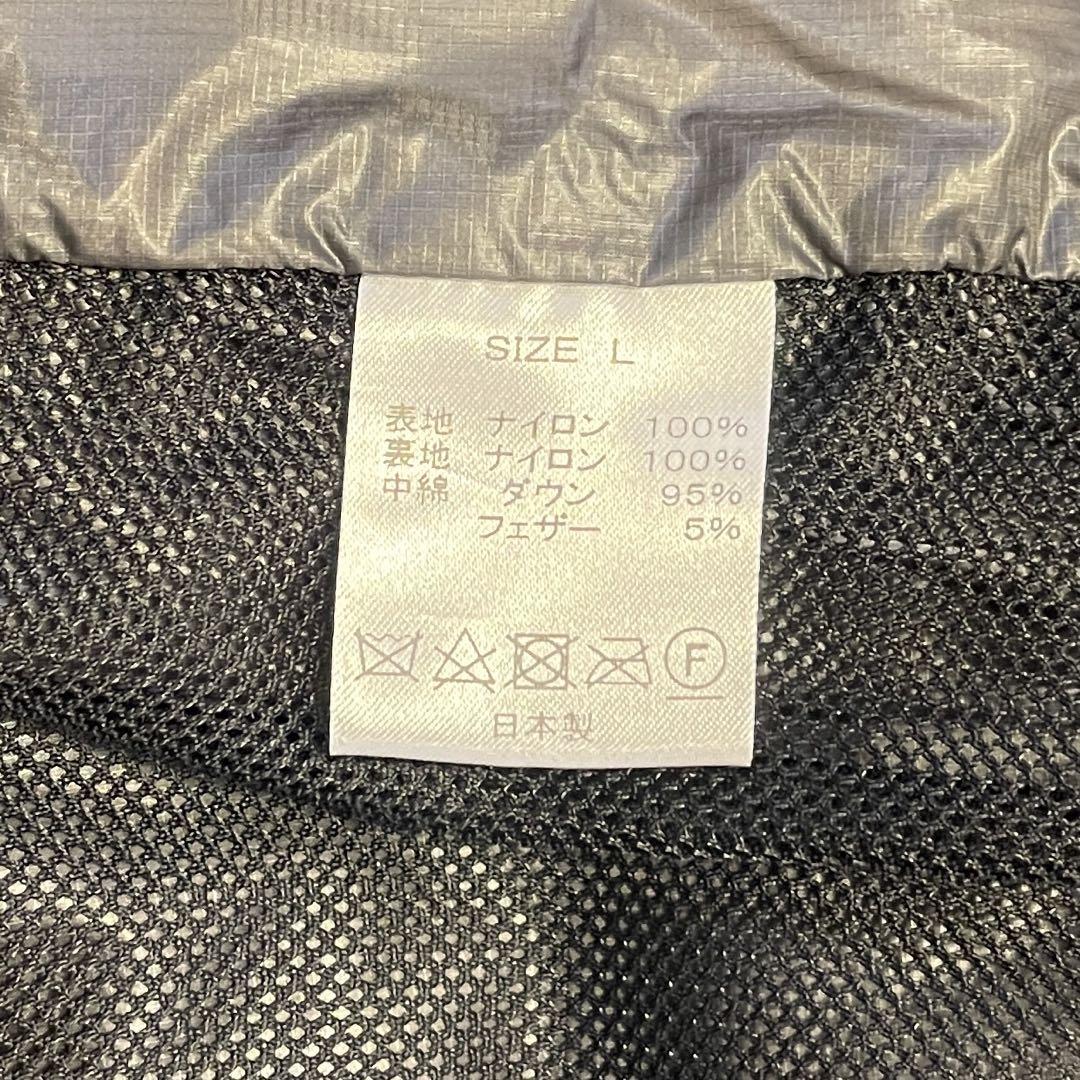 SIZE L
表地 ナイロン 100%
裏地 ナイロン 100%
中綿 ダウン 95%
フェザー 5%
F
日本製